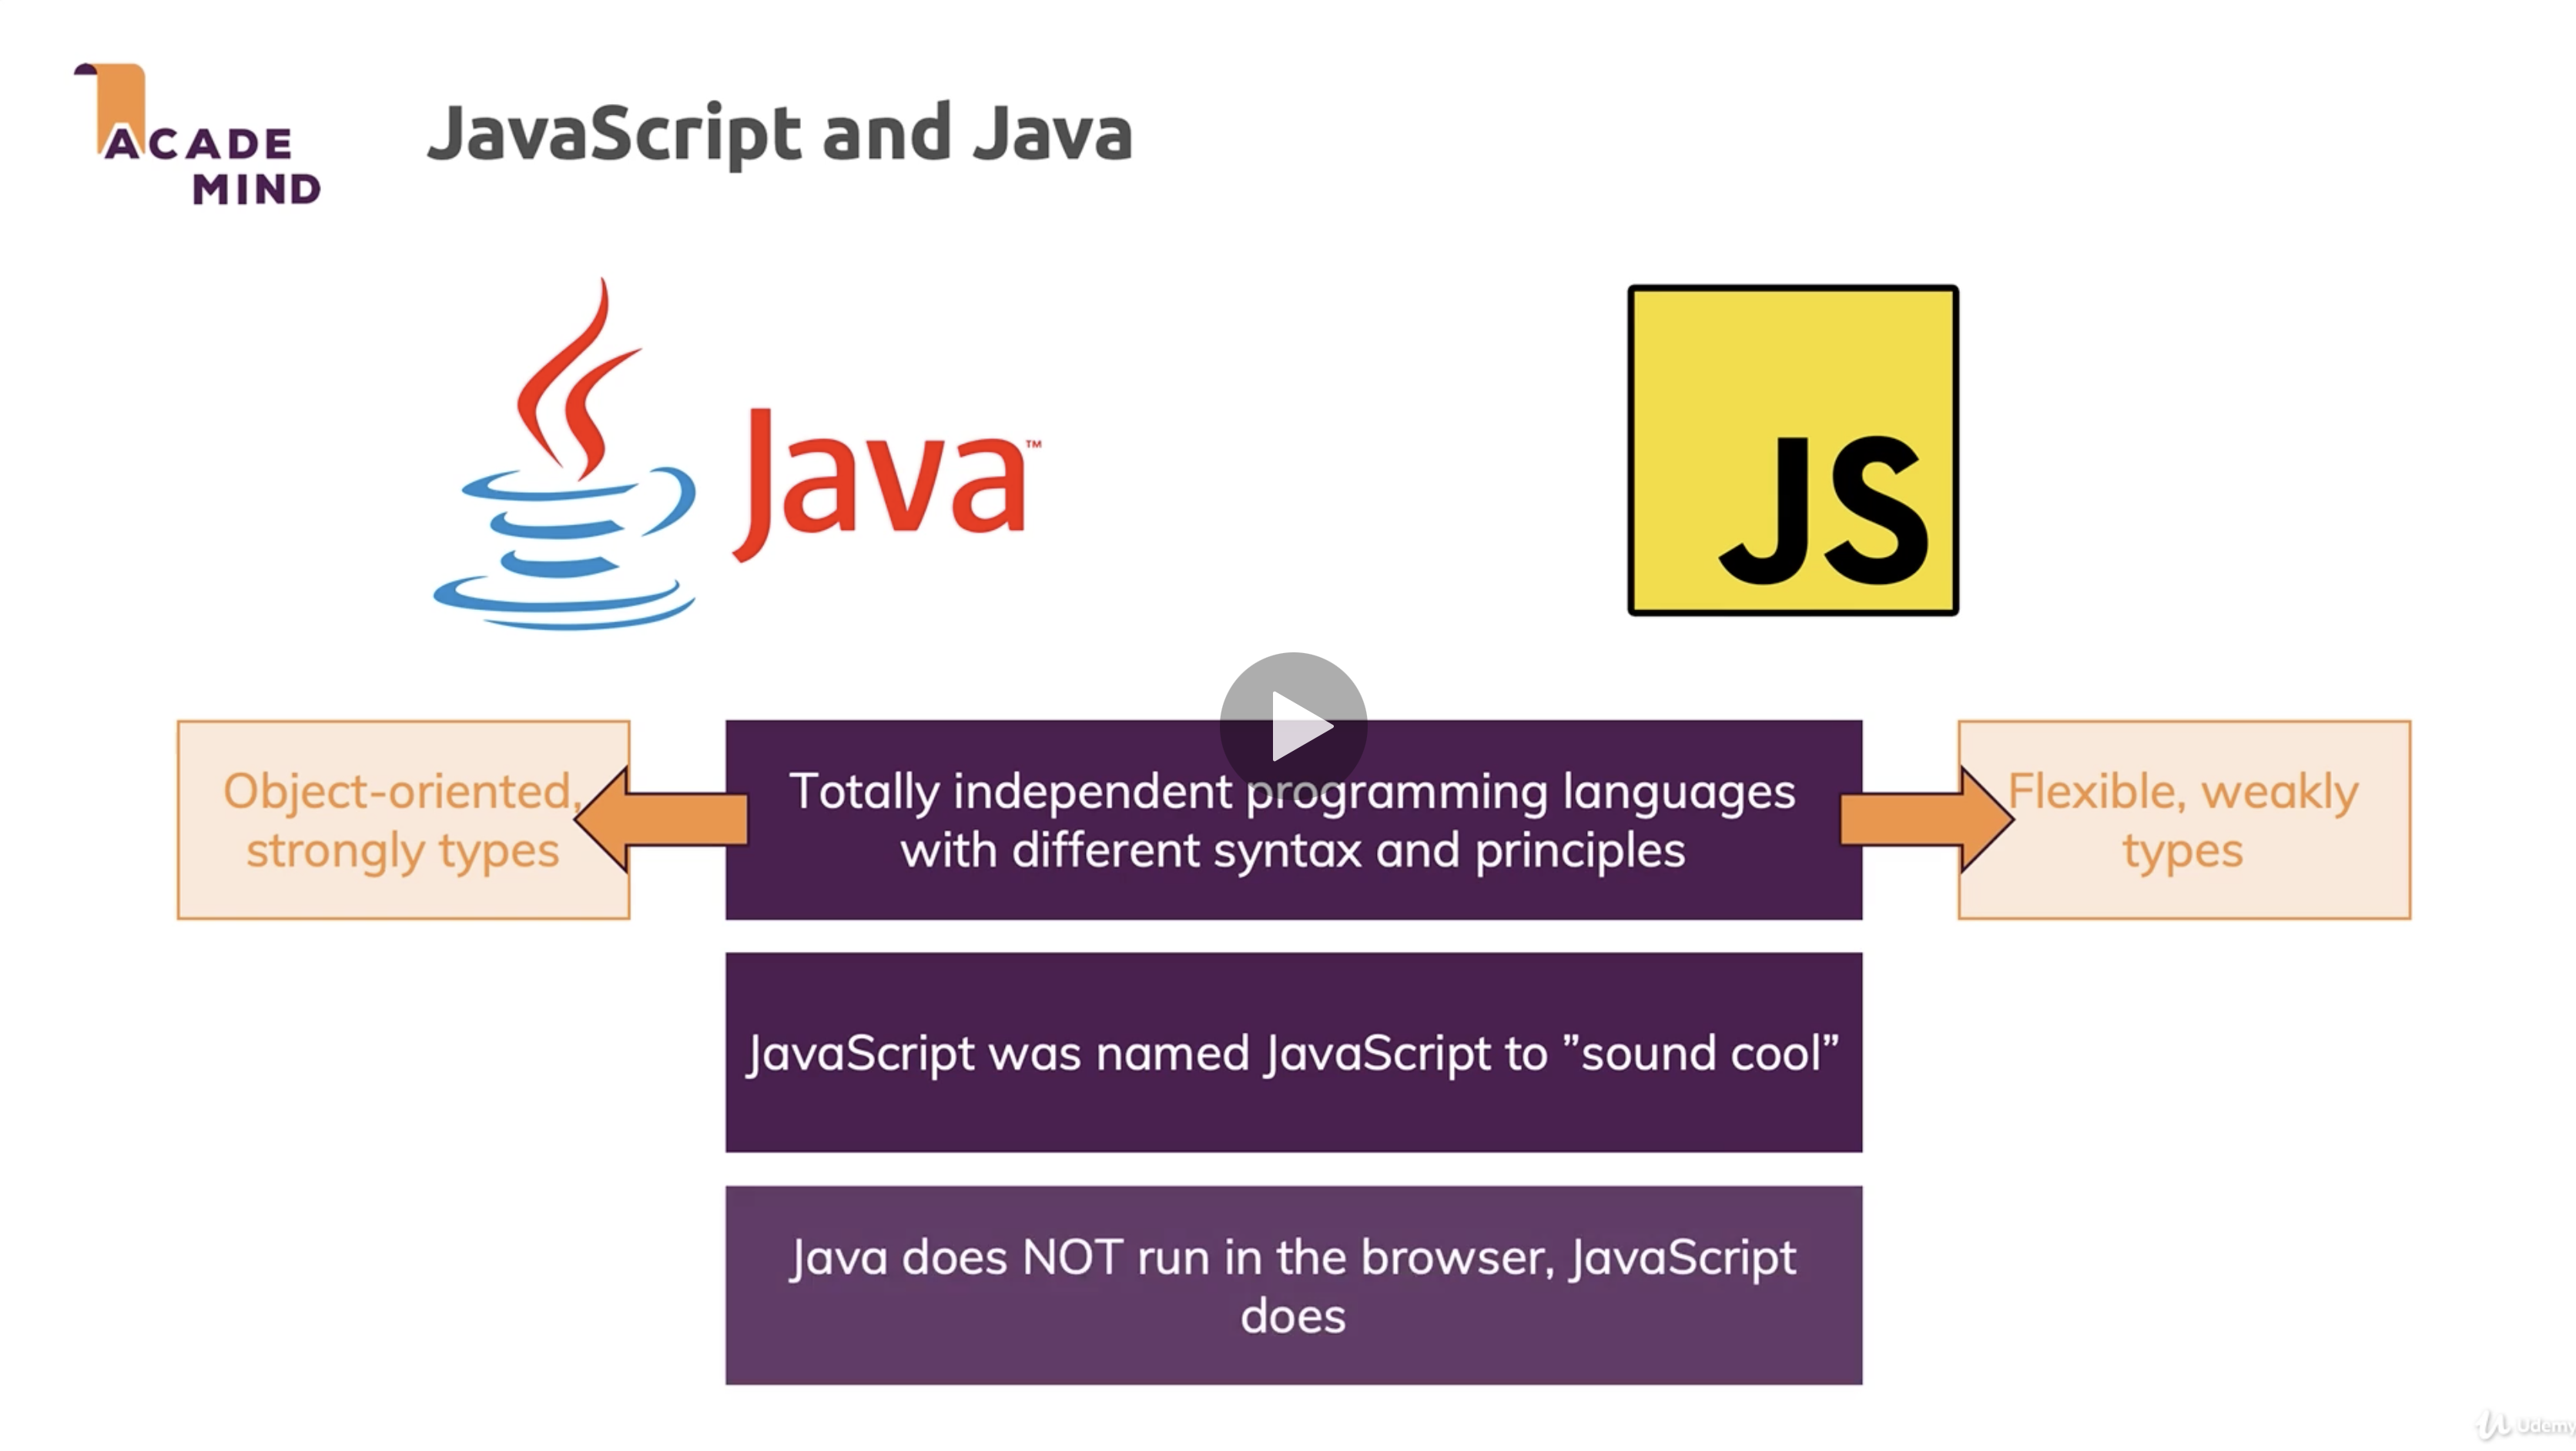 ACADE
MIND
JavaScript and Java
Java™
JS
Object-oriented,
strongly types
Totally independent programming languages
with different syntax and principles
Flexible, weakly
types
JavaScript was named JavaScript to ”sound cool”
Java does NOT run in the browser, JavaScript
does
Udemy